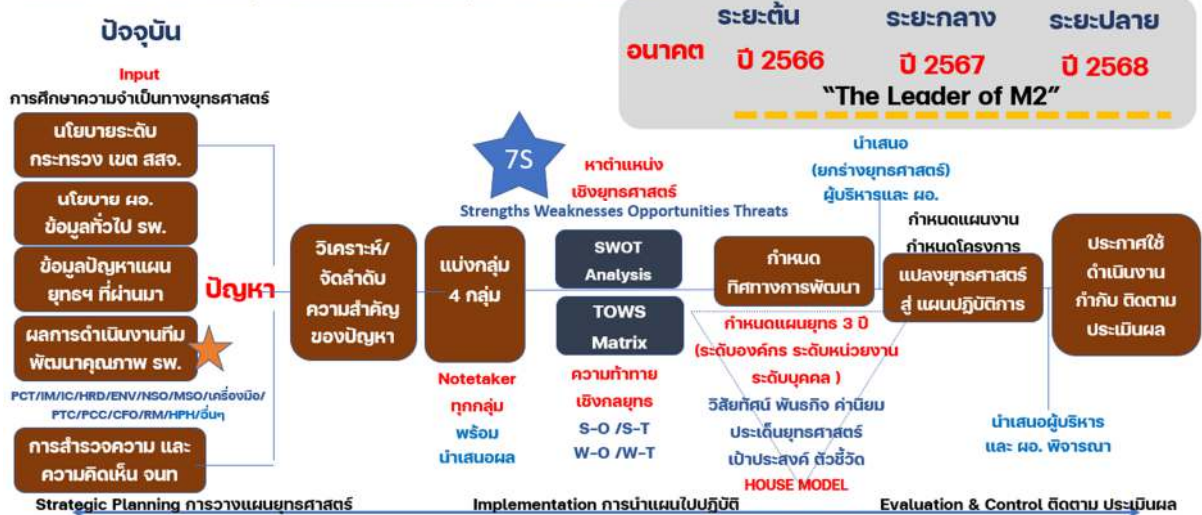 ปัจจุบัน
Input
การศึกษาความจำเป็นทางยุทธศาสตร์
นโยบายระดับ
กระทรวง เขต สสจ.
นโยบาย ผอ.
ข้อมูลทั่วไป รพ.
ข้อมูลปัญหาแผน
ยุทธฯ ที่ผ่านมา
ผลการดำเนินงานทีม
พัฒนาคุณภาพ รพ.
PCT/IM/IC/HRD/ENV/NSO/MSO/เครื่องมือ/
PTC/PCC/CFO/RM/HPH/อื่นๆ
การสำรวจความ และ
ความคิดเห็น จนท
ปัญหา
วิเคราะห์/
จัดลำดับ
ความสำคัญ
ของปัญหา
แบ่งกลุ่ม
4 กลุ่ม
Notetaker
ทุกกลุ่ม
พร้อม
นำเสนอผล
7S
หาตำแหน่ง
เชิงยุทธศาสตร์
Strengths Weaknesses Opportunities Threats
SWOT
Analysis
TOWS
Matrix
ความท้าทาย
เชิงกลยุทธ
S-O /S-T
W-O /W-T
ระยะต้น ระยะกลาง ระยะปลาย
อนาคต ปี 2566 ปี 2567 ปี 2568
“The Leader of M2”
นำเสนอ
(ยกร่างยุทธศาสตร์)
ผู้บริหารและ ผอ.
กำหนด
ทิศทางการพัฒนา
กำหนดแผนยุทธ 3 ปี
(ระดับองค์กร ระดับหน่วยงาน
ระดับบุคคล )
วิสัยทัศน์ พันธกิจ ค่านิยม
ประเด็นยุทธศาสตร์
เป้าประสงค์ ตัวชี้วัด
HOUSE MODEL
กำหนดแผนงาน
กำหนดโครงการ
แปลงยุทธศาสตร์
สู่ แผนปฏิบัติการ
ประกาศใช้
ดำเนินงาน
กำกับ ติดตาม
ประเมินผล
นำเสนอผู้บริหาร
และ ผอ. พิจารณา
Strategic Planning การวางแผนยุทธศาสตร์
Implementation การนำแผนไปปฏิบัติ
Evaluation & Control ติดตาม ประเมินผล